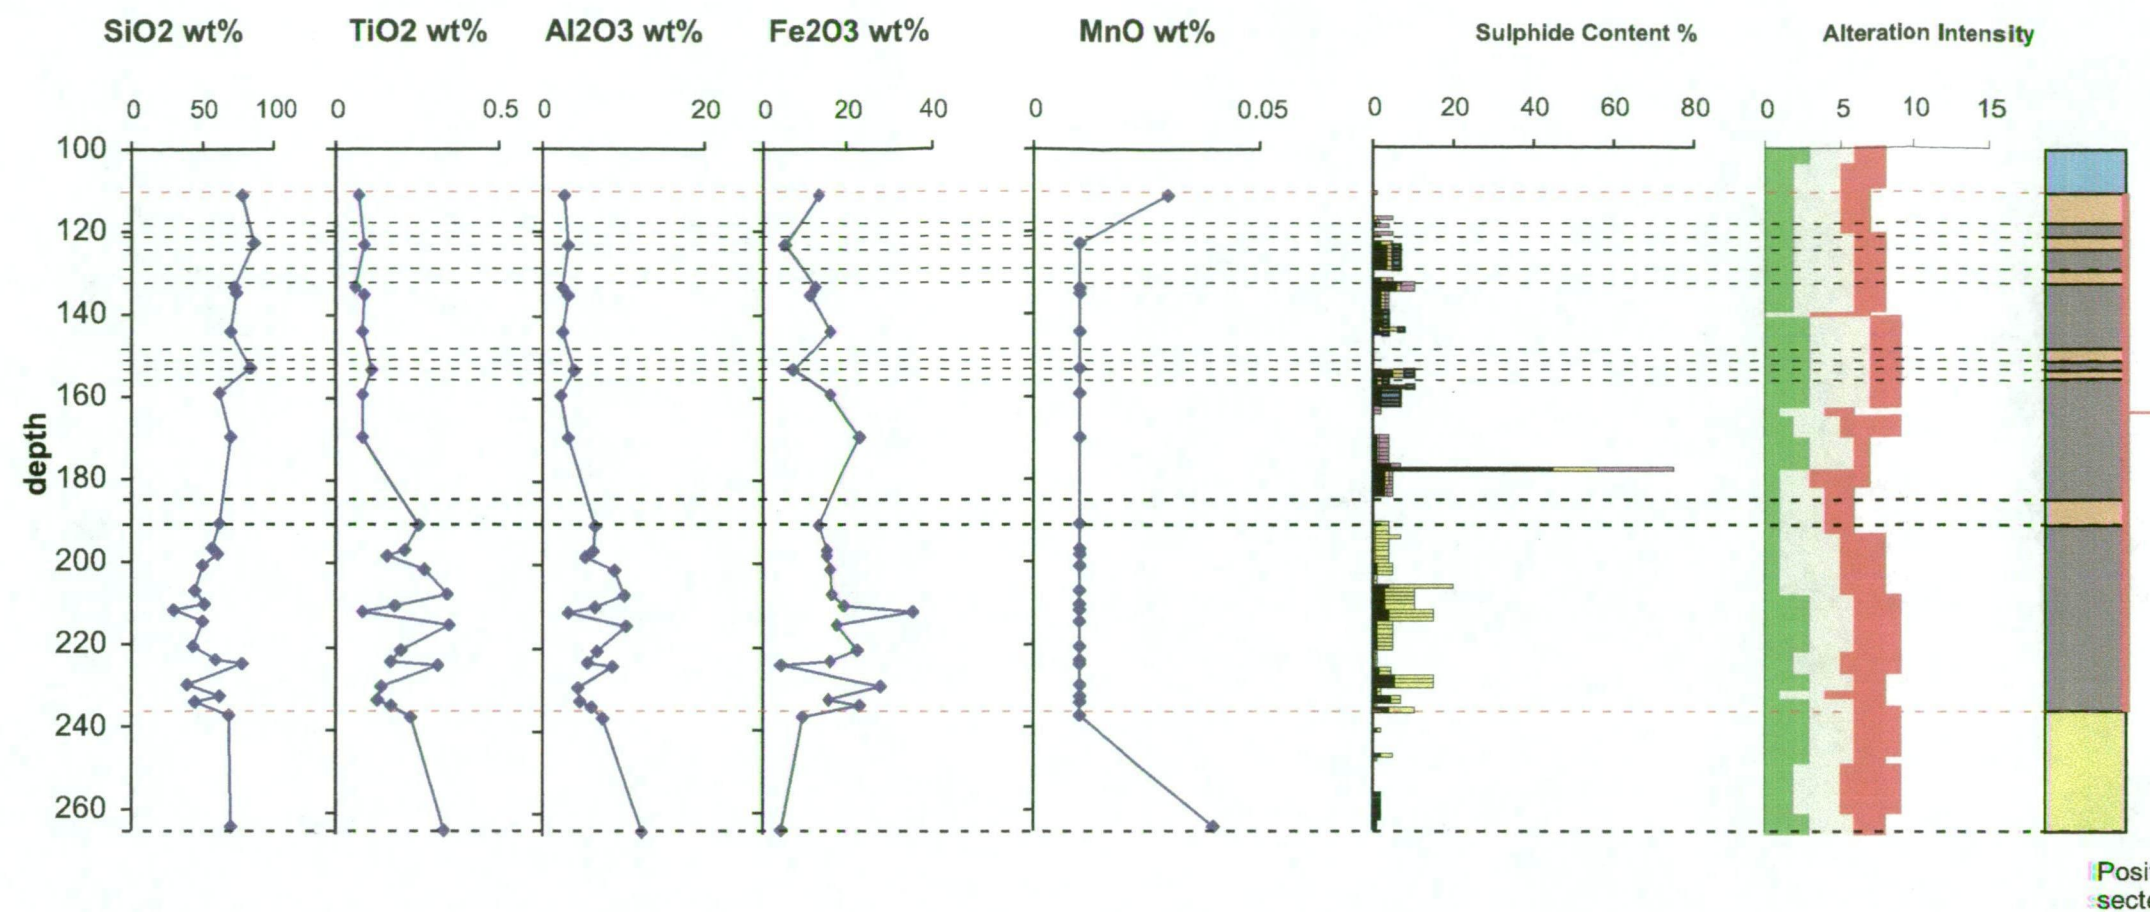 SiO2 wt% TiO2 wt% Al2O3 wt% Fe2O3 wt% MnO wt% Sulphide Content % Alteration Intensity
0 50 100 0 0.5 0 20 0 20 40 0 0.05 0 20 40 60 80 0 5 10 15
100
120
140
160
depth
180
200
220
240
260
Posi
secte